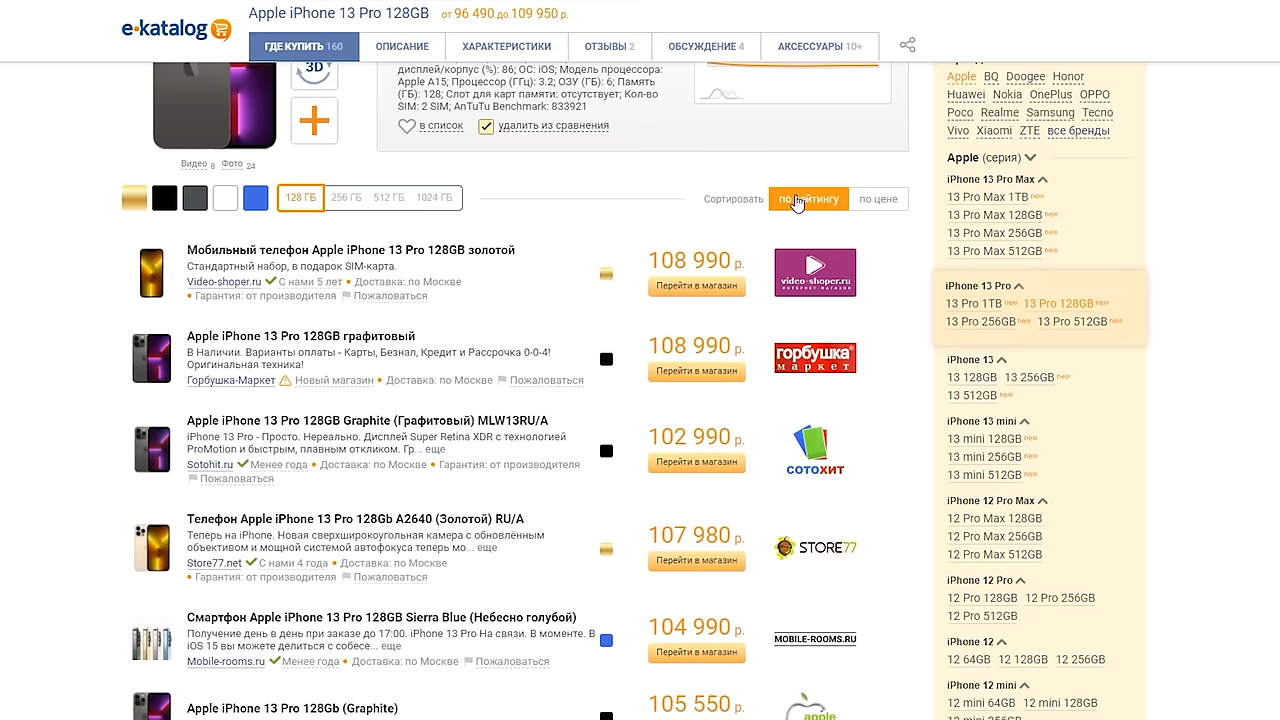 e·katalog
Apple iPhone 13 Pro 128GB от 96 490 до 109 950 р.
ГДЕ КУПИТЬ 160 ОПИСАНИЕ ХАРАКТЕРИСТИКИ ОТЗЫВЫ 2 ОБСУЖДЕНИЕ 4 АКСЕССУАРЫ 10+
3D
дисплей/корпус (%): 86; ОС: iOS; Модель процессора:
Apple A15; Процессор (ГГц): 3.2; ОЗУ (ГБ): 6; Память
(ГБ): 128; Слот для карт памяти: отсутствует; Кол-во
SIM: 2 SIM; AnTuTu Benchmark: 833921
в список удалить из сравнения
Видео 8 Фото 24
128 ГБ 256 ГБ 512 ГБ 1024 ГБ
Сортировать по рейтингу по цене
Мобильный телефон Apple iPhone 13 Pro 128GB золотой
Стандартный набор, в подарок SIM-карта.
Video-shoper.ru С нами 5 лет • Доставка: по Москве
• Гарантия: от производителя Пожаловаться
108 990 р.
Перейти в магазин
video-shoper.ru
ИНТЕРНЕТ-МАГАЗИН
Apple iPhone 13 Pro 128GB графитовый
В Наличии. Варианты оплаты - Карты, Безнал, Кредит и Рассрочка 0-0-4!
Оригинальная техника!
Горбушка-Маркет Новый магазин • Доставка: по Москве Пожаловаться
108 990 р.
Перейти в магазин
горбушка
маркет
Apple iPhone 13 Pro 128GB Graphite (Графитовый) MLW13RU/A
iPhone 13 Pro - Просто. Нереально. Дисплей Super Retina XDR с технологией
ProMotion и быстрым, плавным откликом. Гр... еще
Sotohit.ru Менее года • Доставка: по Москве • Гарантия: от производителя
Пожаловаться
102 990 р.
Перейти в магазин
СОТОХИТ
Телефон Apple iPhone 13 Pro 128Gb A2640 (Золотой) RU/A
Теперь на iPhone. Новая сверхширокоугольная камера с обновлённым
объективом и мощной системой автофокуса теперь мо... еще
Store77.net С нами 4 года • Доставка: по Москве
• Гарантия: от производителя Пожаловаться
107 980 р.
Перейти в магазин
STORE77
Смартфон Apple iPhone 13 Pro 128GB Sierra Blue (Небесно голубой)
Получение день в день при заказе до 17:00. iPhone 13 Pro На связи. В моменте. В
iOS 15 вы можете делиться с собесе... еще
Mobile-rooms.ru Менее года • Доставка: по Москве Пожаловаться
104 990 р.
Перейти в магазин
MOBILE-ROOMS.RU
Apple iPhone 13 Pro 128Gb (Graphite)
105 550 р.
apple
Apple BQ Doogee Honor
Huawei Nokia OnePlus OPPO
Poco Realme Samsung Tecno
Vivo Xiaomi ZTE все бренды
Apple (серия)
iPhone 13 Pro Max
13 Pro Max 1TB new
13 Pro Max 128GB new
13 Pro Max 256GB new
13 Pro Max 512GB new
iPhone 13 Pro
13 Pro 1TB new 13 Pro 128GB new
13 Pro 256GB new 13 Pro 512GB new
iPhone 13
13 128GB 13 256GB new
13 512GB new
iPhone 13 mini
13 mini 128GB new
13 mini 256GB new
13 mini 512GB new
iPhone 12 Pro Max
12 Pro Max 128GB
12 Pro Max 256GB
12 Pro Max 512GB
iPhone 12 Pro
12 Pro 128GB 12 Pro 256GB
12 Pro 512GB
iPhone 12
12 64GB 12 128GB 12 256GB
iPhone 12 mini
12 mini 64GB 12 mini 128GB
12 mini 256GB